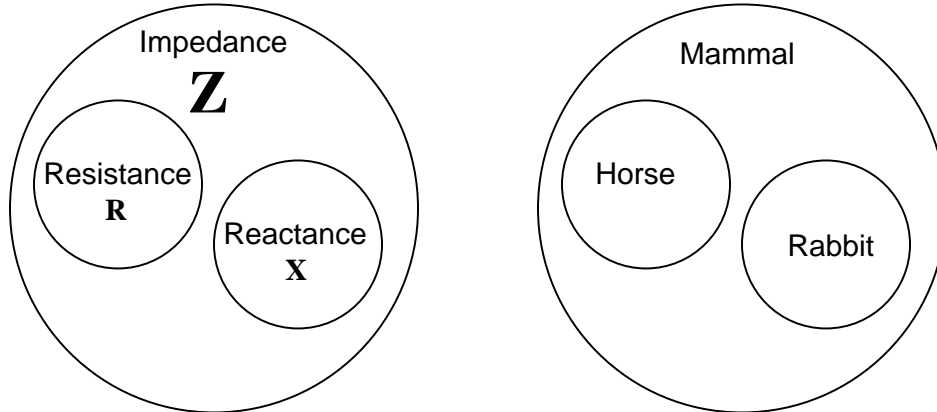 Impedance
Z
Resistance
R
Reactance
X
Mammal
Horse
Rabbit